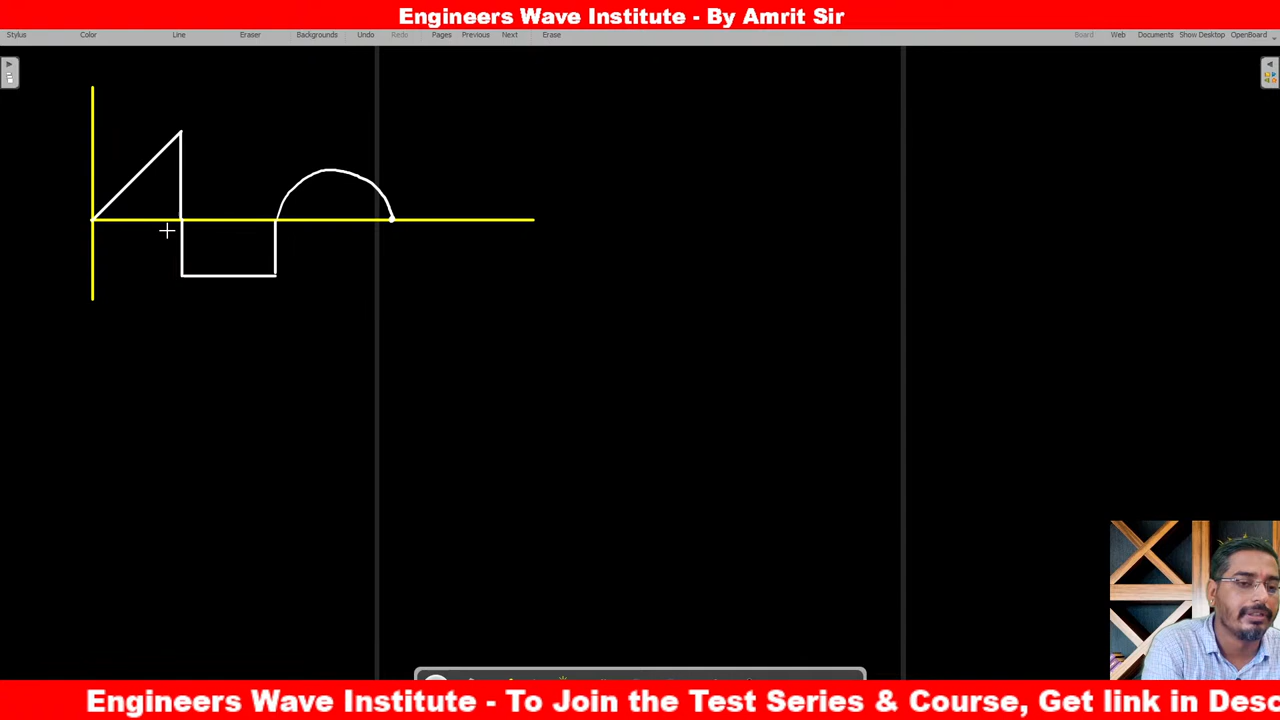 Engineers Wave Institute - By Amrit Sir
Stylus Color Line Eraser Backgrounds Undo Redo Pages Previous Next Erase Board Web Documents Show Desktop OpenBoard
Engineers Wave Institute - To Join the Test Series & Course, Get link in Desc